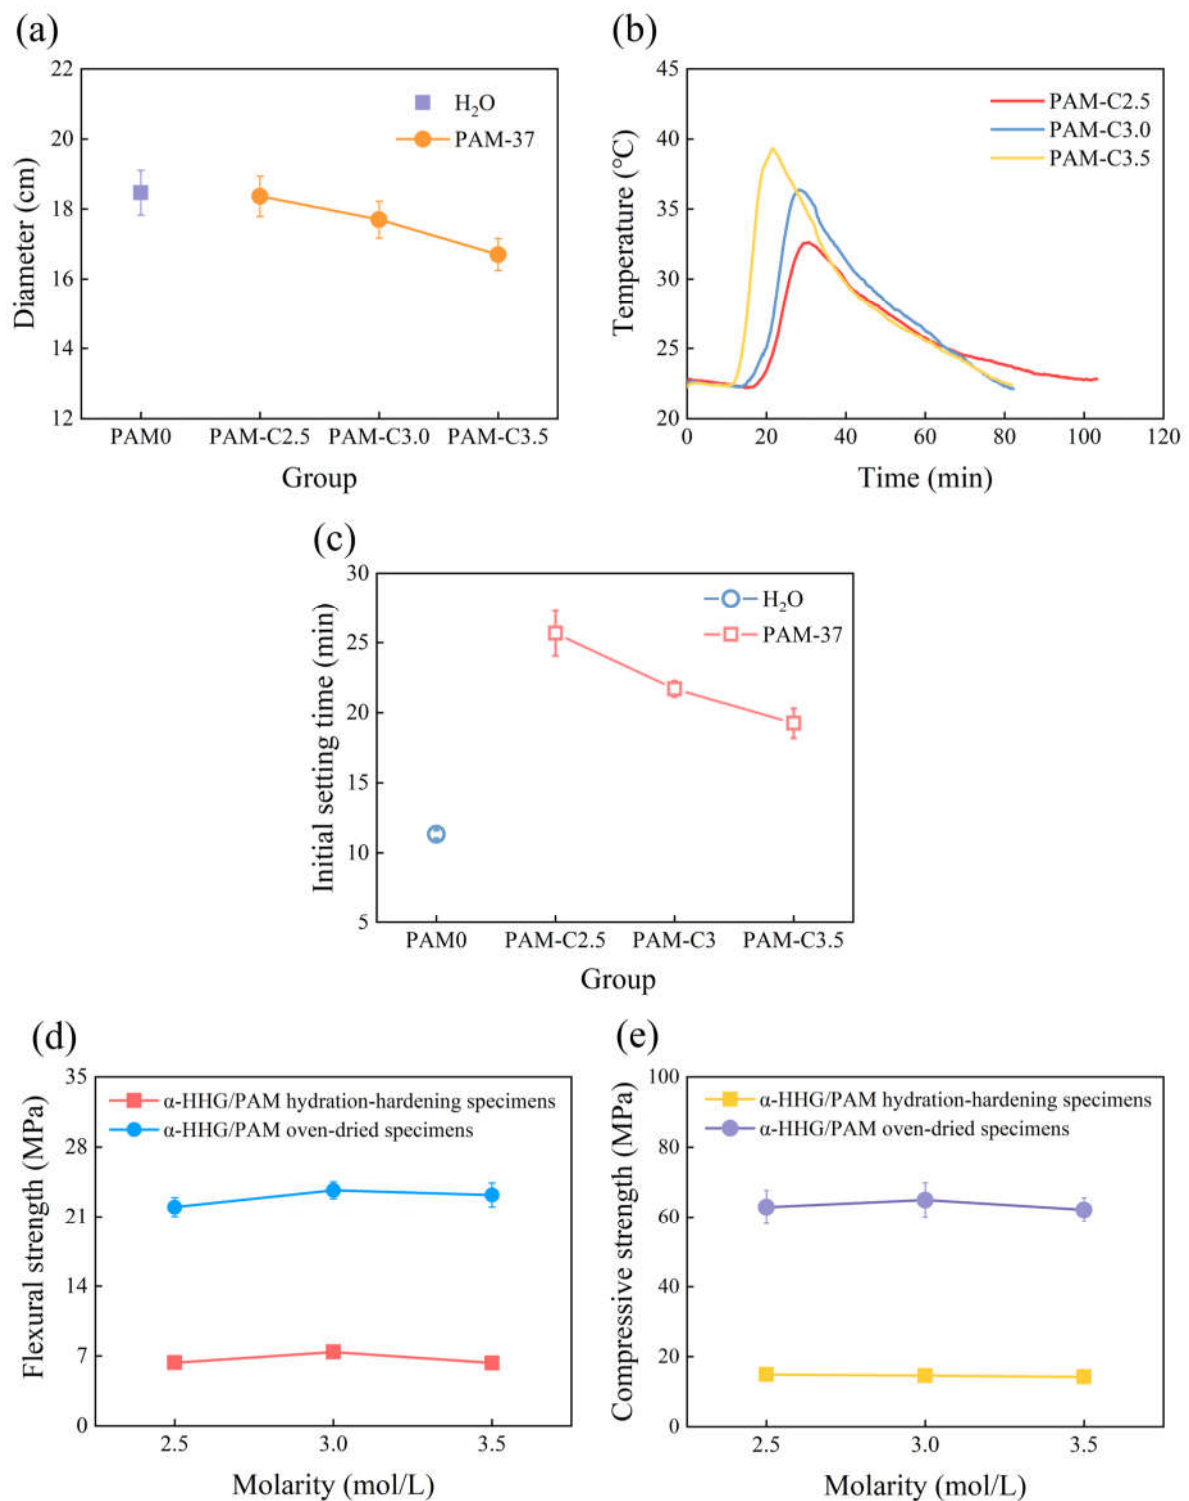 (a)
22
20
18
16
14
12
Diameter (cm)
H₂O
PAM-37
PAM0 PAM-C2.5 PAM-C3.0 PAM-C3.5
Group
(b)
45
40
35
30
25
20
Temperature (℃)
PAM-C2.5
PAM-C3.0
PAM-C3.5
0 20 40 60 80 100 120
Time (min)
(c)
30
25
20
15
10
5
Initial setting time (min)
H₂O
PAM-37
PAM0 PAM-C2.5 PAM-C3 PAM-C3.5
Group
(d)
35
28
21
14
7
0
Flexural strength (MPa)
α-HHG/PAM hydration-hardening specimens
α-HHG/PAM oven-dried specimens
2.5 3.0 3.5
Molarity (mol/L)
(e)
100
80
60
40
20
0
Compressive strength (MPa)
α-HHG/PAM hydration-hardening specimens
α-HHG/PAM oven-dried specimens
2.5 3.0 3.5
Molarity (mol/L)